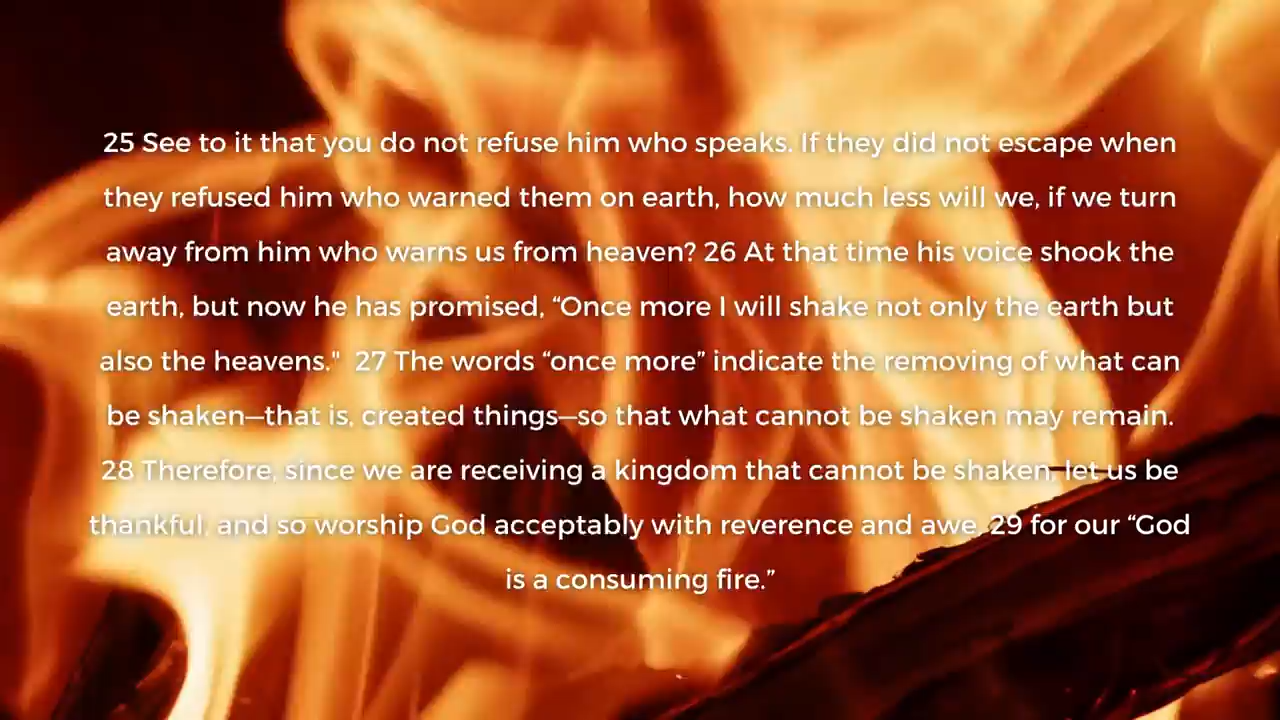 25 See to it that you do not refuse him who speaks. If they did not escape when
they refused him who warned them on earth, how much less will we, if we turn
away from him who warns us from heaven? 26 At that time his voice shook the
earth, but now he has promised, “Once more I will shake not only the earth but
also the heavens."  27 The words “once more” indicate the removing of what can
be shaken—that is, created things—so that what cannot be shaken may remain.
28 Therefore, since we are receiving a kingdom that cannot be shaken, let us be
thankful, and so worship God acceptably with reverence and awe, 29 for our “God
is a consuming fire.”